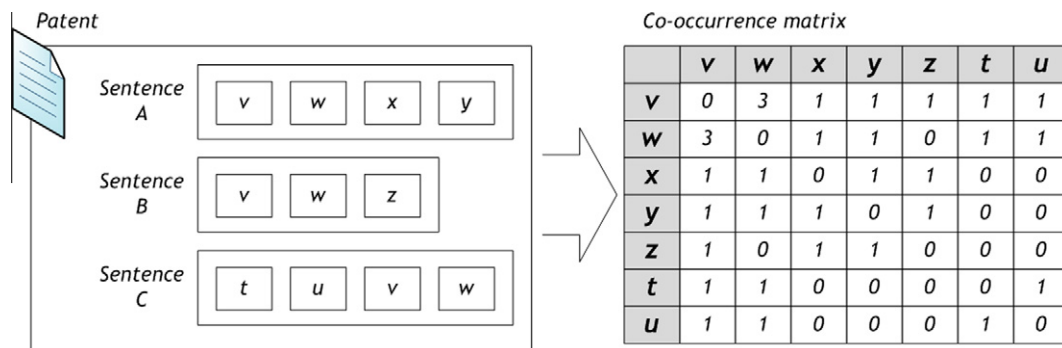 Patent
Sentence A
v w x y
Sentence B
v w z
Sentence C
t u v w
Co-occurrence matrix
v w x y z t u
v 0 3 1 1 1 1 1
w 3 0 1 1 0 1 1
x 1 1 0 1 1 0 0
y 1 1 1 0 1 0 0
z 1 0 1 1 0 0 0
t 1 1 0 0 0 0 1
u 1 1 0 0 0 1 0